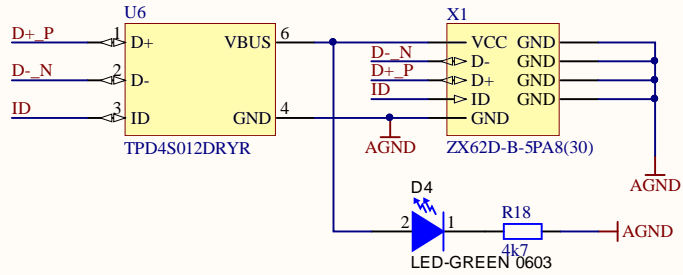 U6
X1
D+_P
1
D+
VBUS
6
VCC
GND
D-_N
D-
GND
D-_N
2
D-
D+_P
D+
GND
ID
ID
GND
ID
3
ID
GND
4
GND
TPD4S012DRYR
AGND
ZX62D-B-5PA8(30)
AGND
D4
2
1
R18
4k7
AGND
LED-GREEN 0603